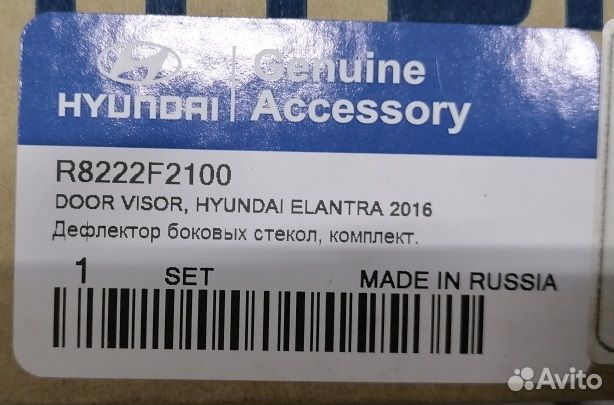 HYUNDAI
Genuine
Accessory
R8222F2100
DOOR VISOR, HYUNDAI ELANTRA 2016
Дефлектор боковых стекол, комплект.
1 SET MADE IN RUSSIA
Avito